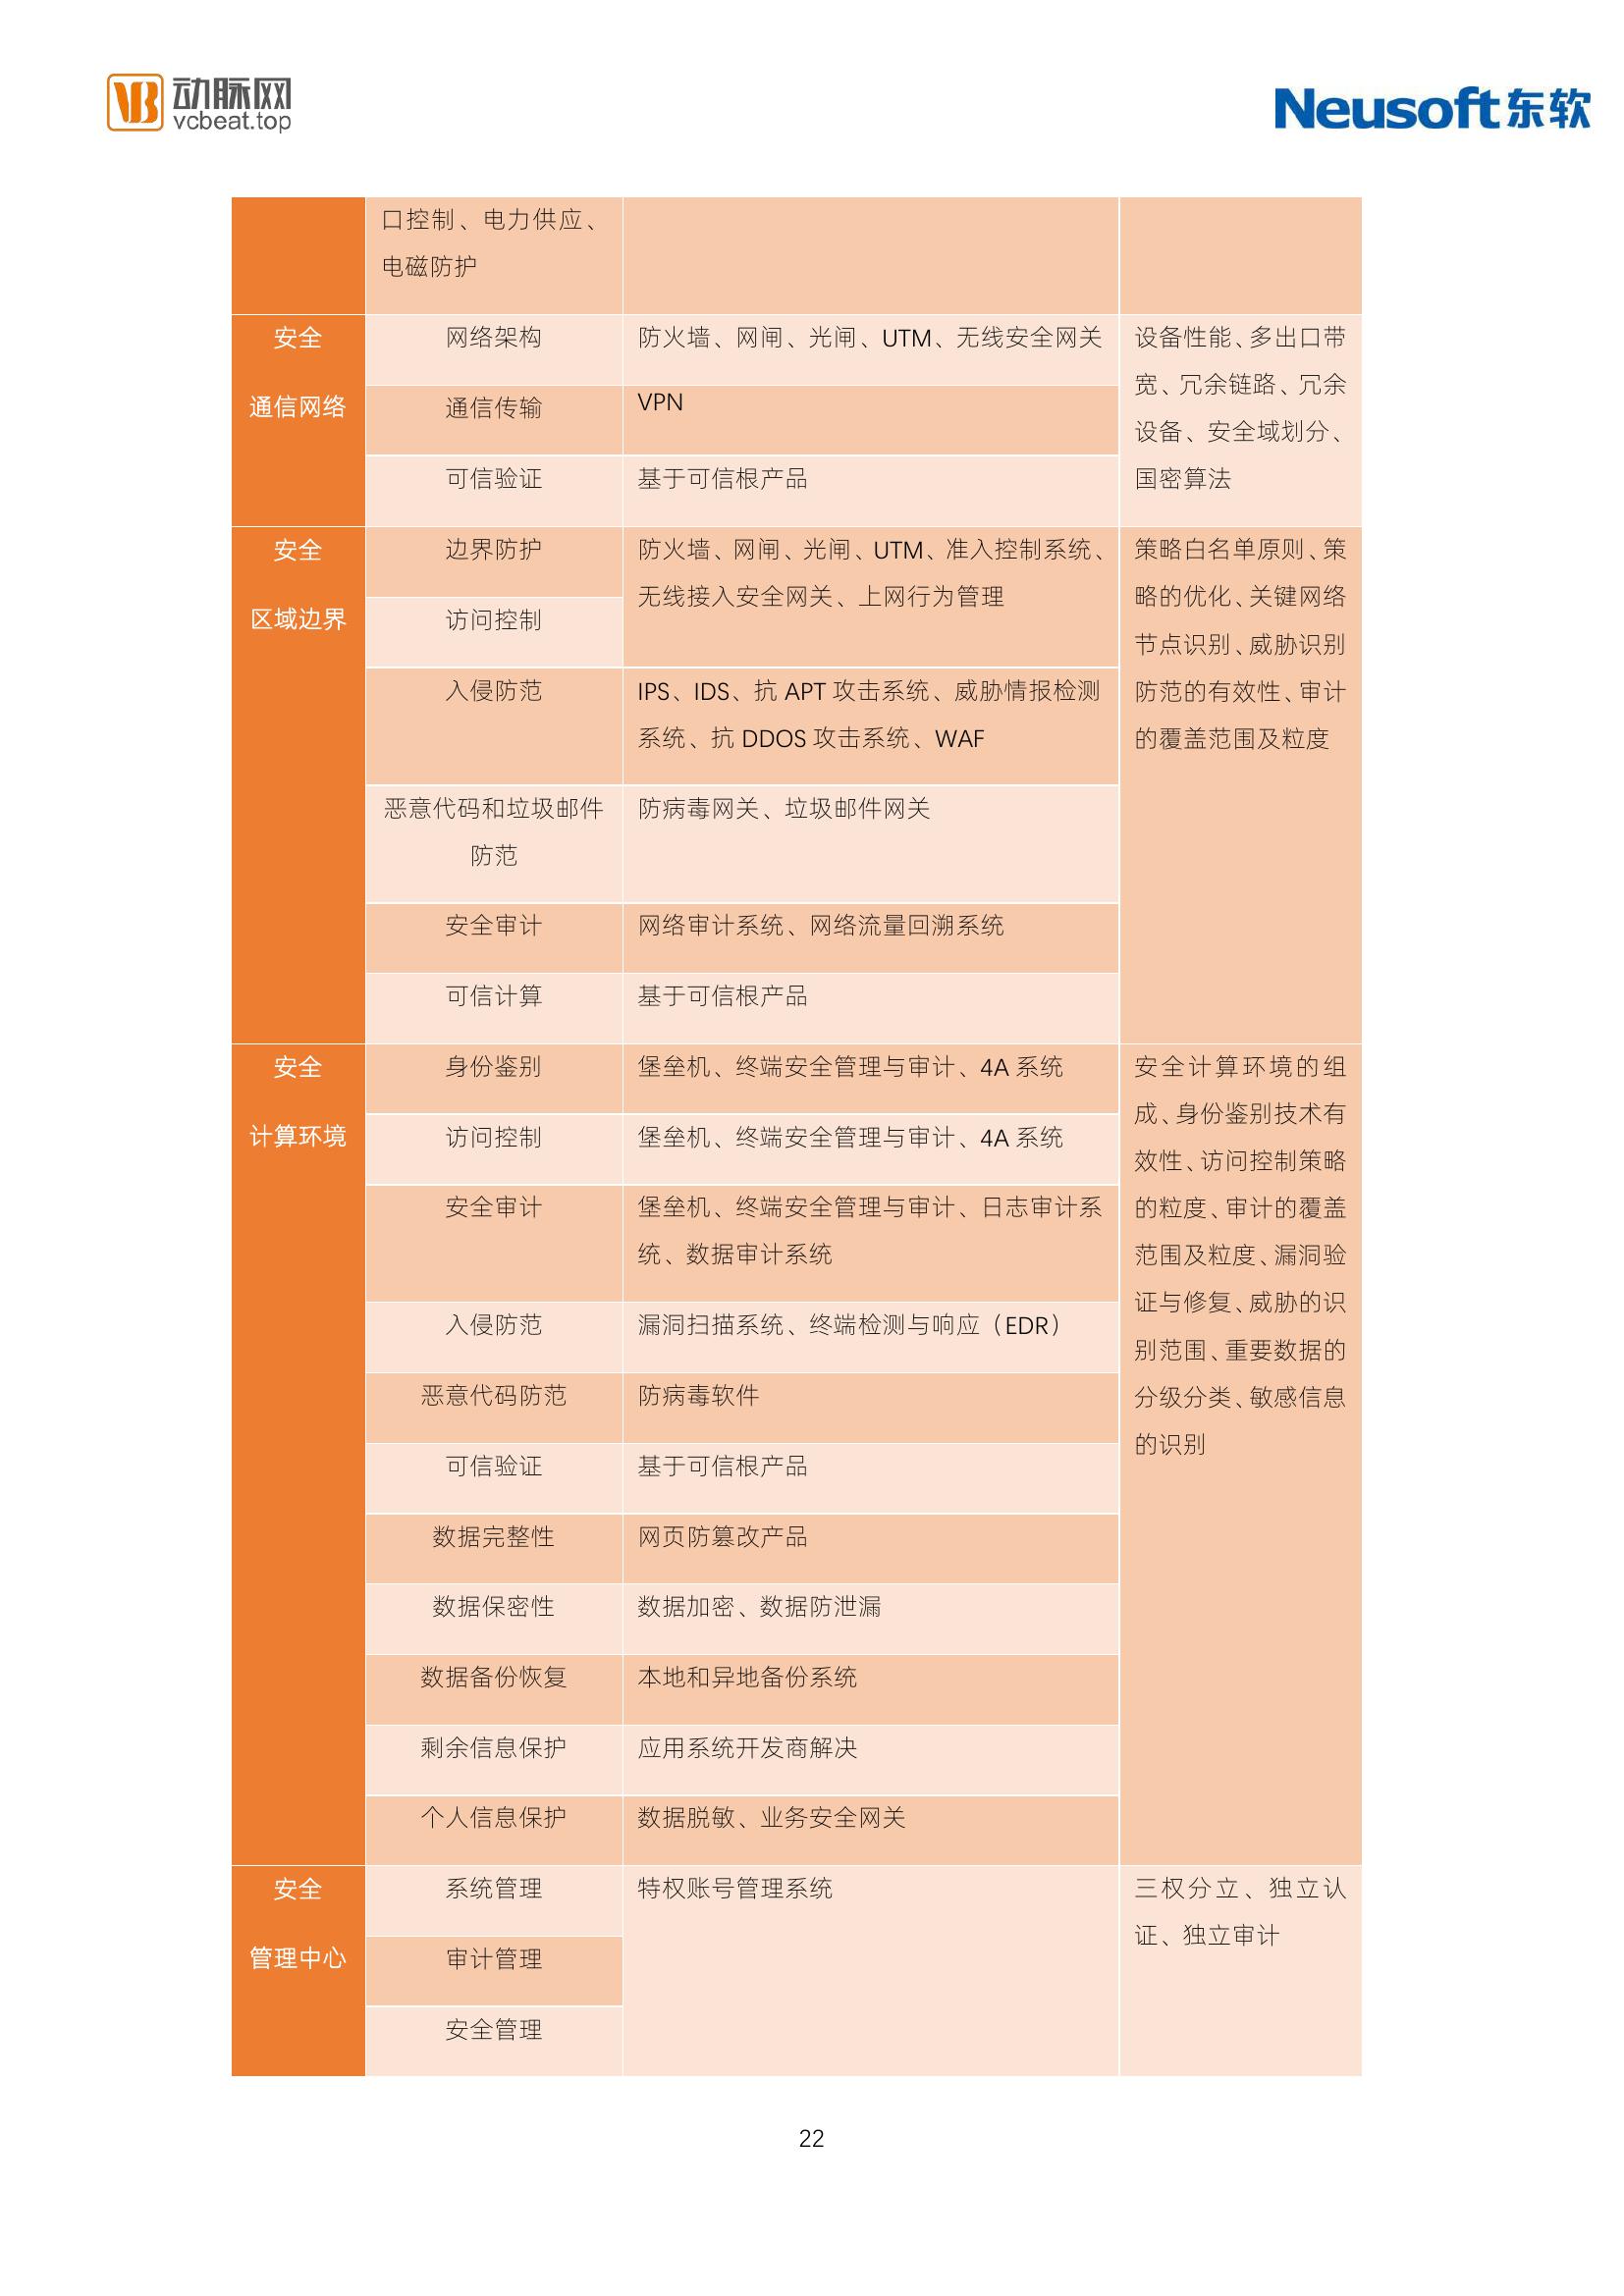 动脉网
vcbeat.top
Neusoft东软
口控制、电力供应、
电磁防护
安全
通信网络
网络架构
防火墙、网闸、光闸、UTM、无线安全网关
通信传输
VPN
可信验证
基于可信根产品
设备性能、多出口带
宽、冗余链路、冗余
设备、安全域划分、
国密算法
安全
区域边界
边界防护
访问控制
防火墙、网闸、光闸、UTM、准入控制系统、
无线接入安全网关、上网行为管理
入侵防范
IPS、IDS、抗 APT 攻击系统、威胁情报检测
系统、抗 DDOS 攻击系统、WAF
恶意代码和垃圾邮件
防范
防病毒网关、垃圾邮件网关
安全审计
网络审计系统、网络流量回溯系统
可信计算
基于可信根产品
策略白名单原则、策
略的优化、关键网络
节点识别、威胁识别
防范的有效性、审计
的覆盖范围及粒度
安全
计算环境
身份鉴别
堡垒机、终端安全管理与审计、4A 系统
访问控制
堡垒机、终端安全管理与审计、4A 系统
安全审计
堡垒机、终端安全管理与审计、日志审计系
统、数据审计系统
入侵防范
漏洞扫描系统、终端检测与响应（EDR）
恶意代码防范
防病毒软件
可信验证
基于可信根产品
数据完整性
网页防篡改产品
数据保密性
数据加密、数据防泄漏
数据备份恢复
本地和异地备份系统
剩余信息保护
应用系统开发商解决
个人信息保护
数据脱敏、业务安全网关
安全计算环境的组
成、身份鉴别技术有
效性、访问控制策略
的粒度、审计的覆盖
范围及粒度、漏洞验
证与修复、威胁的识
别范围、重要数据的
分级分类、敏感信息
的识别
安全
管理中心
系统管理
审计管理
安全管理
特权账号管理系统
三权分立、独立认
证、独立审计
22